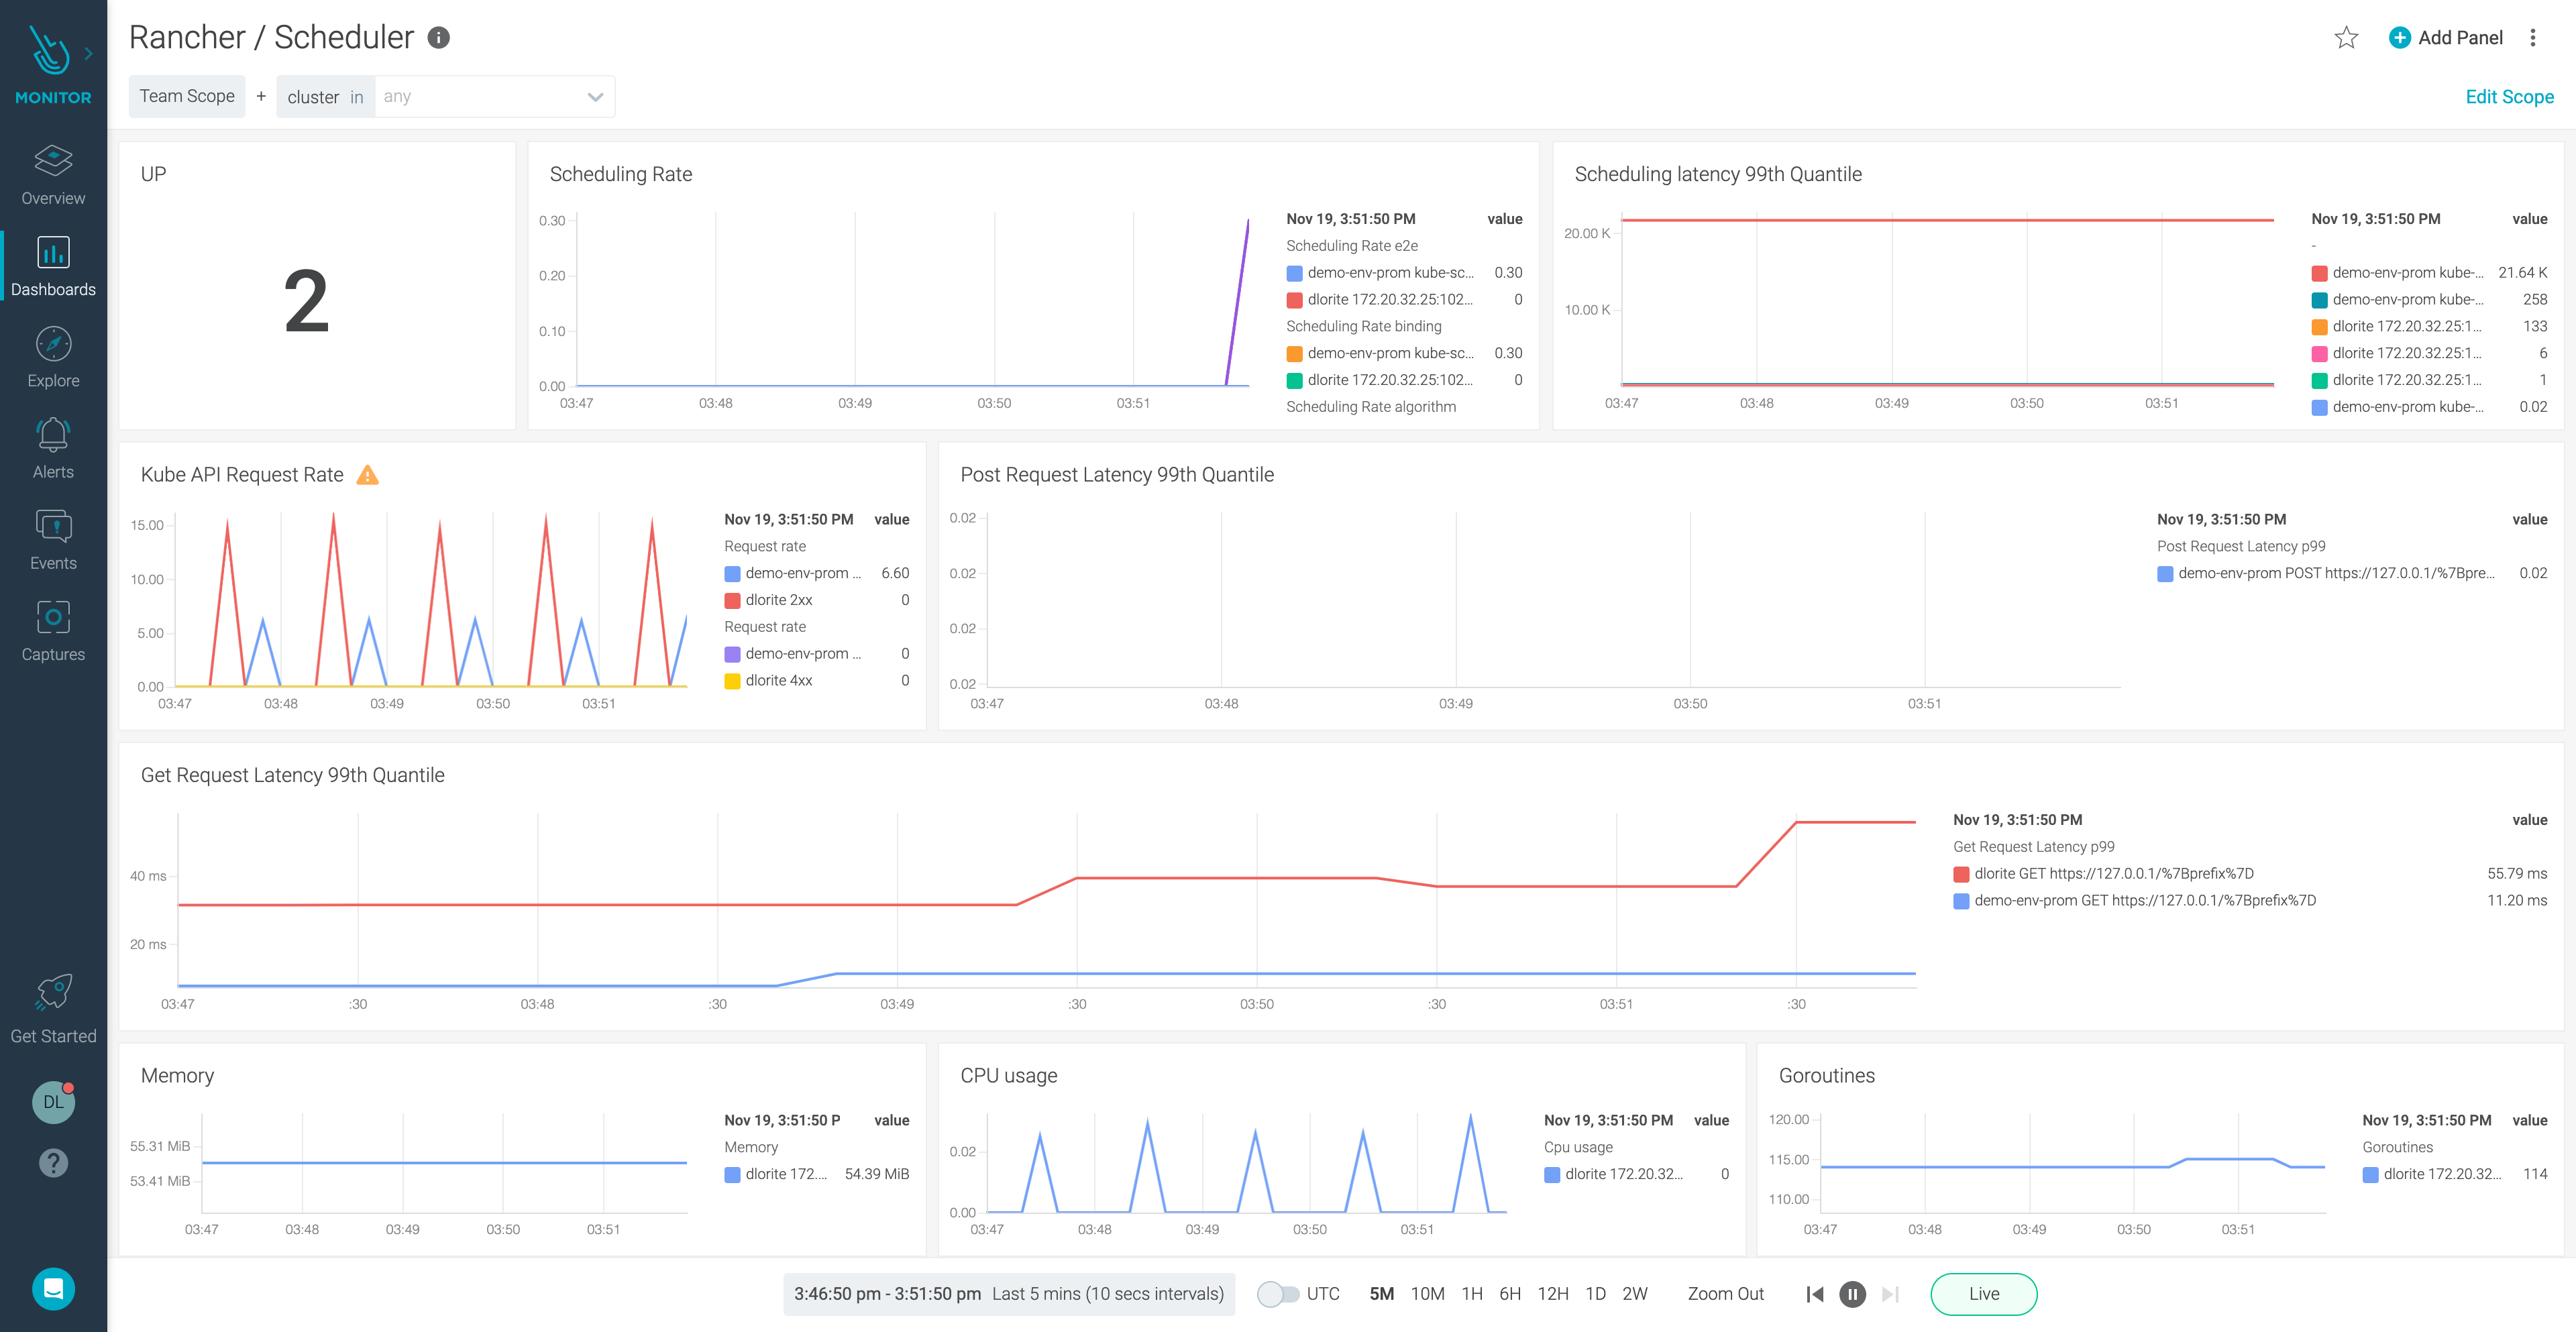 MONITOR
Overview
Dashboards
Explore
Alerts
Events
Captures
Get Started
DL
?
Rancher / Scheduler
Add Panel
Team Scope + cluster in any
Edit Scope
UP
2
Scheduling Rate
0.30
0.20
0.10
0.00
03:47 03:48 03:49 03:50 03:51
Nov 19, 3:51:50 PM value
Scheduling Rate e2e
demo-env-prom kube-sc... 0.30
dlorite 172.20.32.25:102... 0
Scheduling Rate binding
demo-env-prom kube-sc... 0.30
dlorite 172.20.32.25:102... 0
Scheduling Rate algorithm
Scheduling latency 99th Quantile
20.00 K
10.00 K
03:47 03:48 03:49 03:50 03:51
Nov 19, 3:51:50 PM value
-
demo-env-prom kube-... 21.64 K
demo-env-prom kube-... 258
dlorite 172.20.32.25:1... 133
dlorite 172.20.32.25:1... 6
dlorite 172.20.32.25:1... 1
demo-env-prom kube-... 0.02
Kube API Request Rate
15.00
10.00
5.00
0.00
03:47 03:48 03:49 03:50 03:51
Nov 19, 3:51:50 PM value
Request rate
demo-env-prom ... 6.60
dlorite 2xx 0
Request rate
demo-env-prom ... 0
dlorite 4xx 0
Post Request Latency 99th Quantile
0.02
0.02
0.02
0.02
03:47 03:48 03:49 03:50 03:51
Nov 19, 3:51:50 PM value
Post Request Latency p99
demo-env-prom POST https://127.0.0.1/%7Bpre... 0.02
Get Request Latency 99th Quantile
40 ms
20 ms
03:47 :30 03:48 :30 03:49 :30 03:50 :30 03:51 :30
Nov 19, 3:51:50 PM value
Get Request Latency p99
dlorite GET https://127.0.0.1/%7Bprefix%7D 55.79 ms
demo-env-prom GET https://127.0.0.1/%7Bprefix%7D 11.20 ms
Memory
55.31 MiB
53.41 MiB
03:47 03:48 03:49 03:50 03:51
Nov 19, 3:51:50 P value
Memory
dlorite 172.... 54.39 MiB
CPU usage
0.02
0.00
03:47 03:48 03:49 03:50 03:51
Nov 19, 3:51:50 PM value
Cpu usage
dlorite 172.20.32... 0
Goroutines
120.00
115.00
110.00
03:47 03:48 03:49 03:50 03:51
Nov 19, 3:51:50 PM value
Goroutines
dlorite 172.20.32... 114
3:46:50 pm - 3:51:50 pm Last 5 mins (10 secs intervals) UTC 5M 10M 1H 6H 12H 1D 2W Zoom Out Live